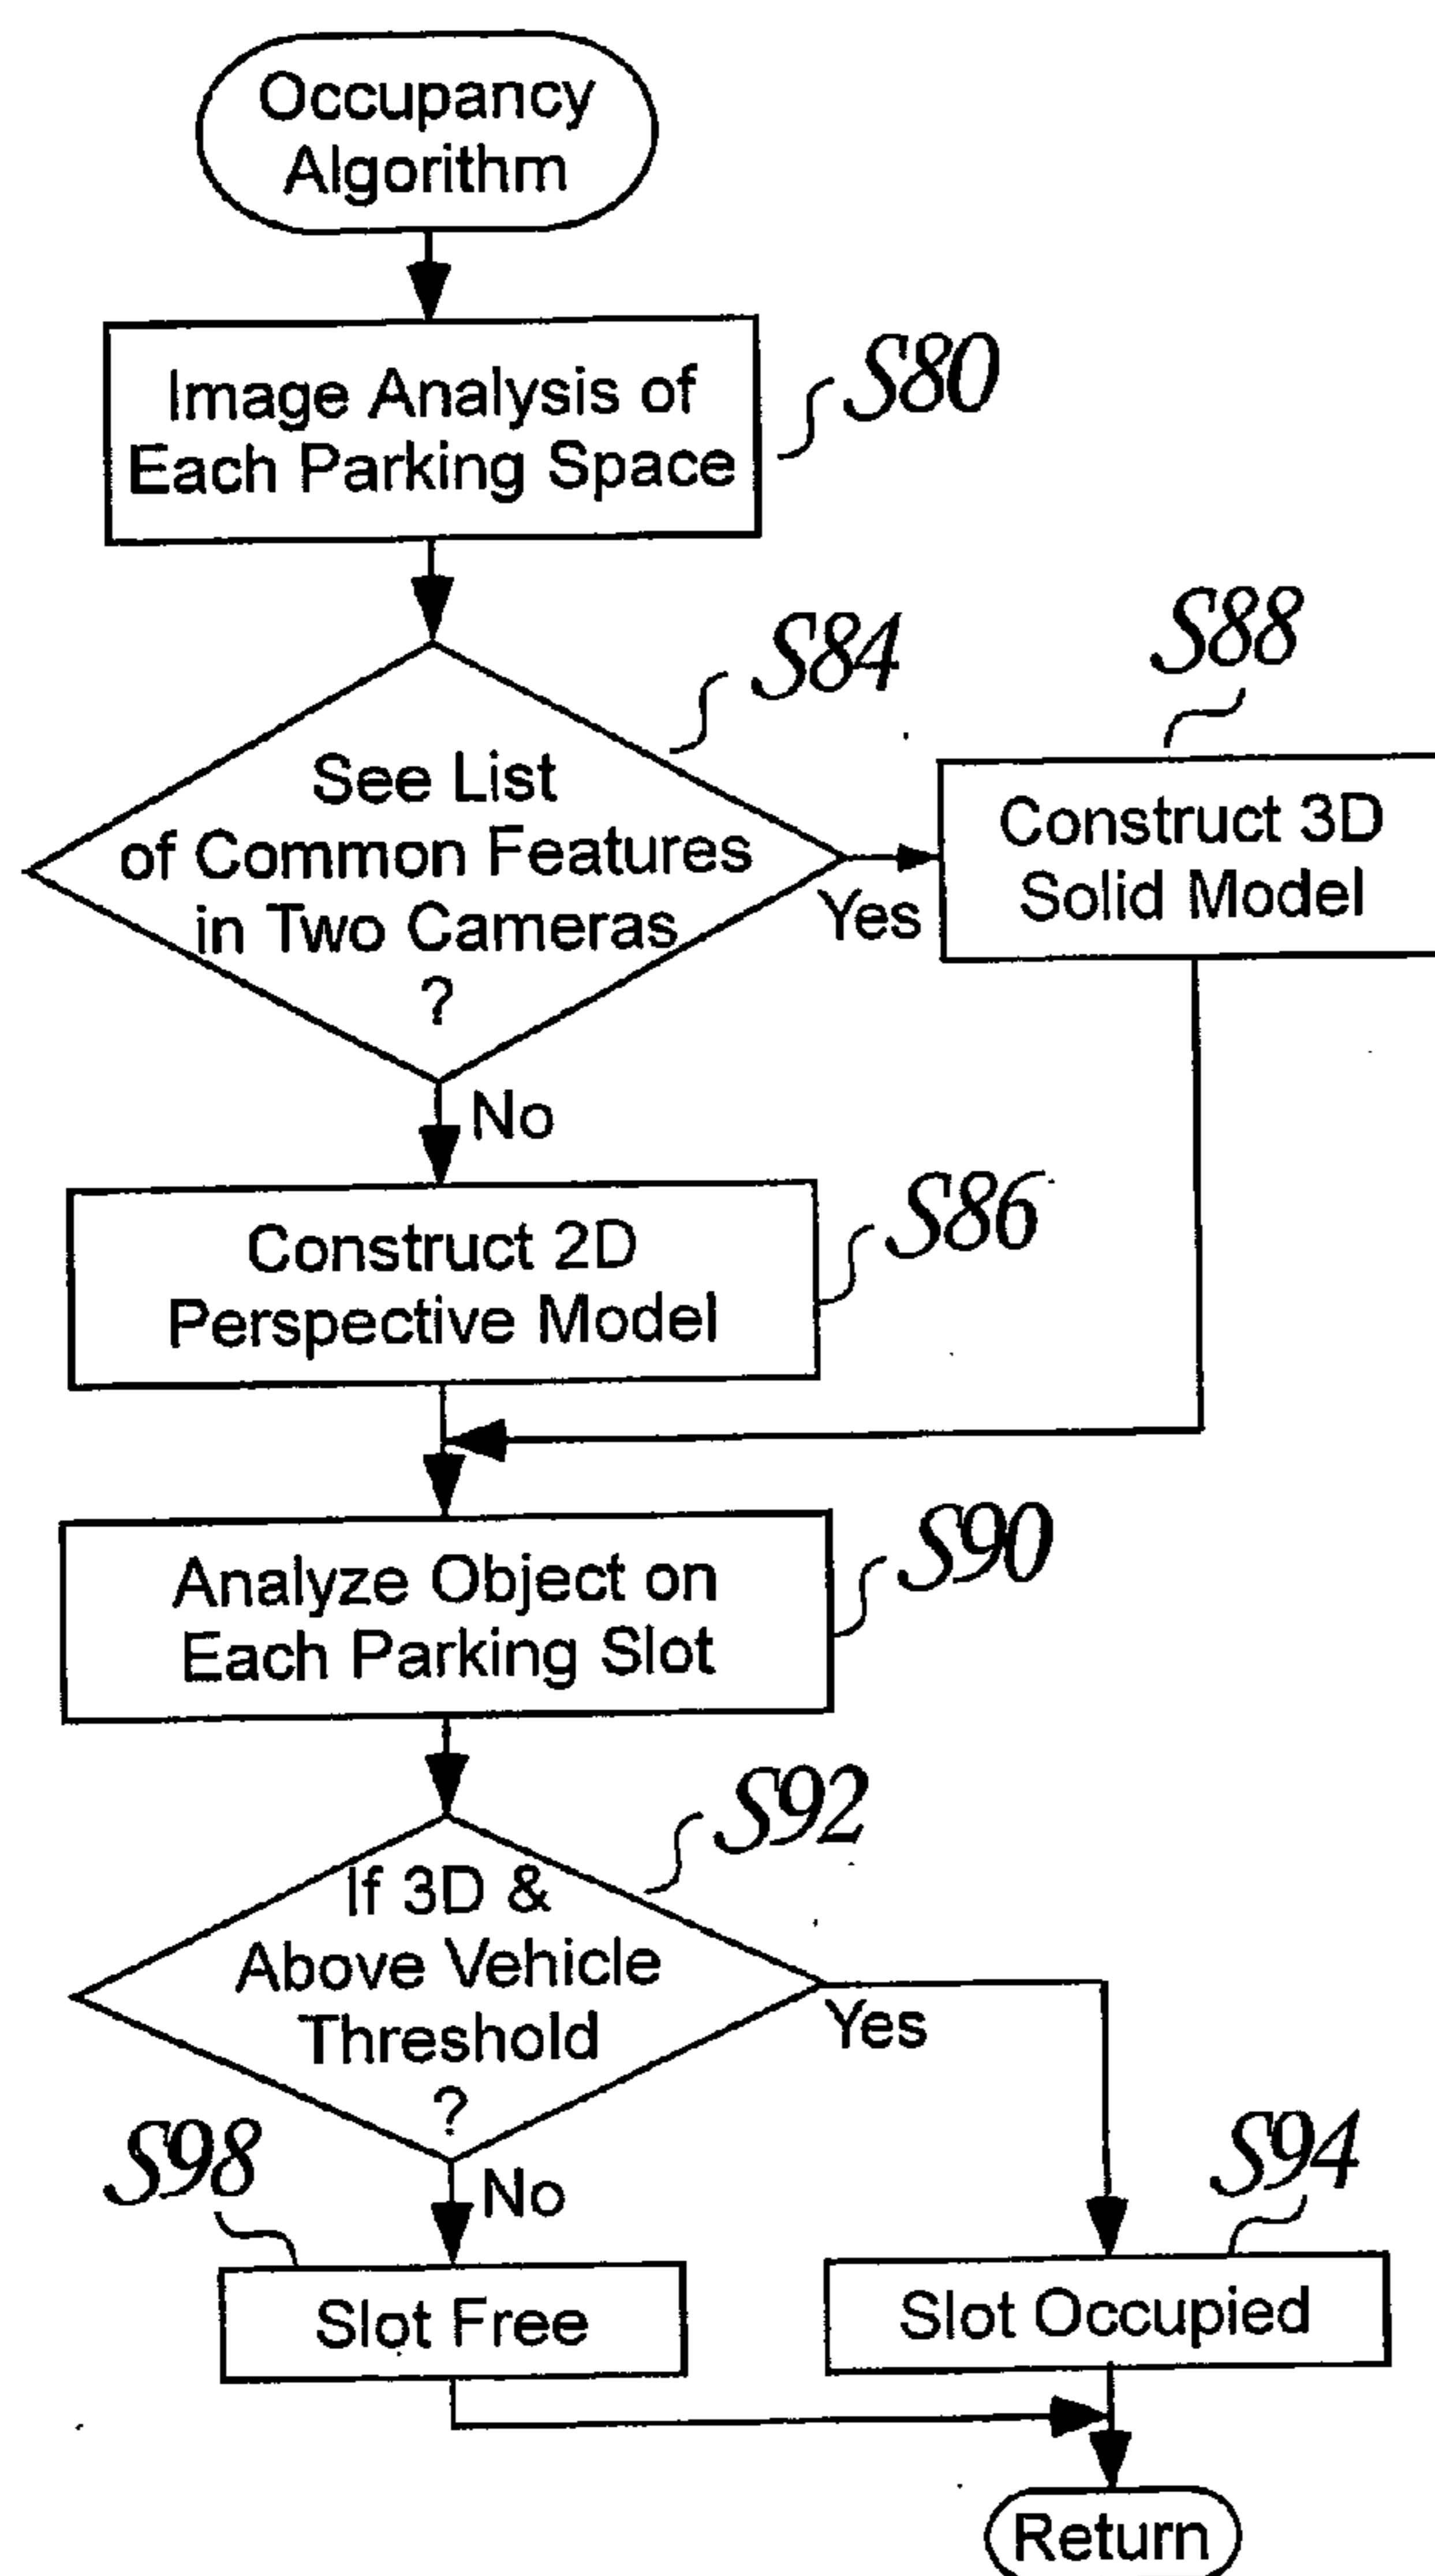 Occupancy
Algorithm
Image Analysis of
Each Parking Space
S80
See List
of Common Features
in Two Cameras
?
S84
Yes
Construct 3D
Solid Model
S88
No
Construct 2D
Perspective Model
S86
Analyze Object on
Each Parking Slot
S90
If 3D &
Above Vehicle
Threshold
?
S92
Yes
No
Slot Free
S98
Slot Occupied
S94
Return